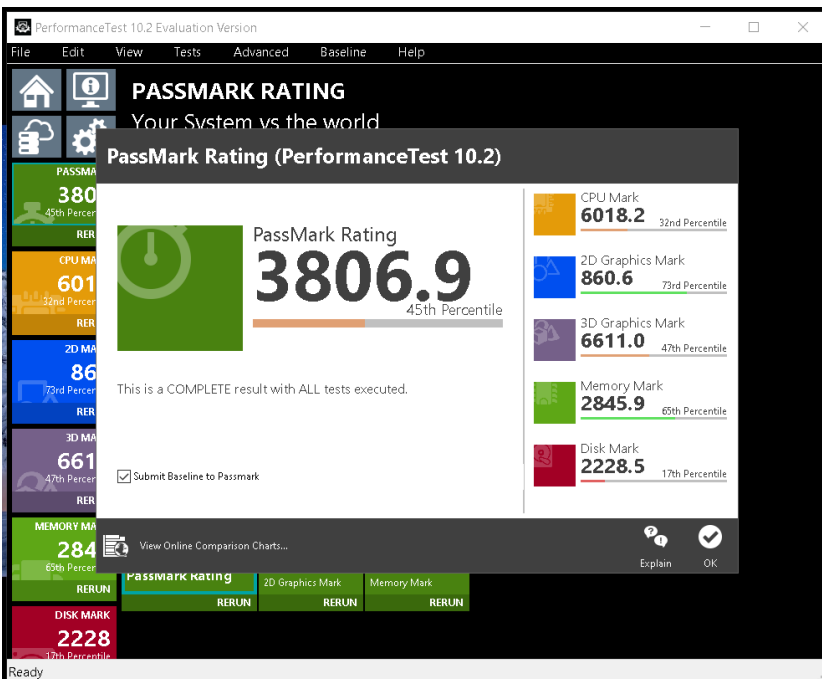 PerformanceTest 10.2 Evaluation Version
File Edit View Tests Advanced Baseline Help
PASSMARK RATING
Your System vs the world
PassMark Rating (PerformanceTest 10.2)
PassMark Rating
3806.9
45th Percentile
This is a COMPLETE result with ALL tests executed.
Submit Baseline to Passmark
CPU Mark
6018.2
32nd Percentile
2D Graphics Mark
860.6
73rd Percentile
3D Graphics Mark
6611.0
47th Percentile
Memory Mark
2845.9
65th Percentile
Disk Mark
2228.5
17th Percentile
View Online Comparison Charts...
Explain
OK
PASSMA
380
45th Percen
RER
CPU MA
601
32nd Percen
RER
2D MA
86
73rd Percen
RER
3D MA
661
47th Percen
RER
MEMORY MA
284
65th Percen
RERUN
DISK MARK
2228
17th Percentile
PassMark Rating
RERUN
2D Graphics Mark
RERUN
Memory Mark
RERUN
Ready